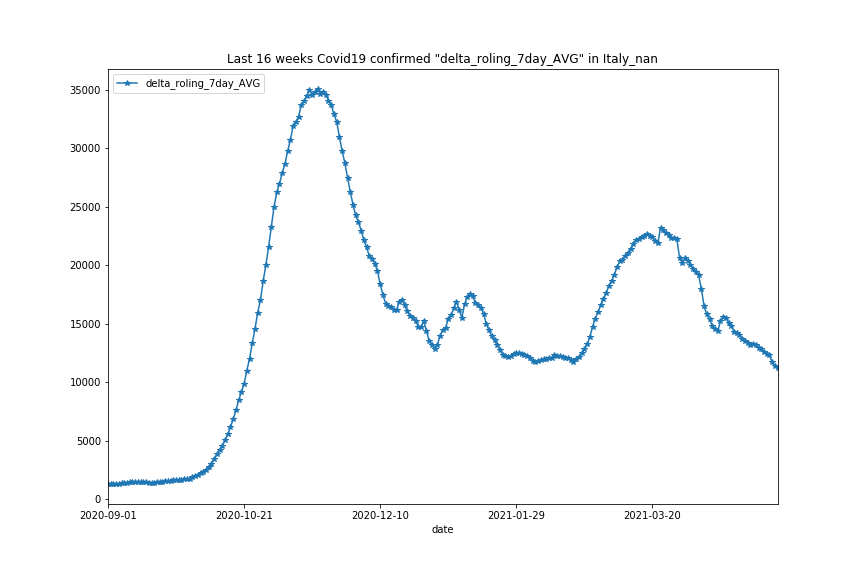 Last 16 weeks Covid19 confirmed "delta_roling_7day_AVG" in Italy_nan
delta_roling_7day_AVG
35000
30000
25000
20000
15000
10000
5000
0
2020-09-01 2020-10-21 2020-12-10 2021-01-29 2021-03-20
date